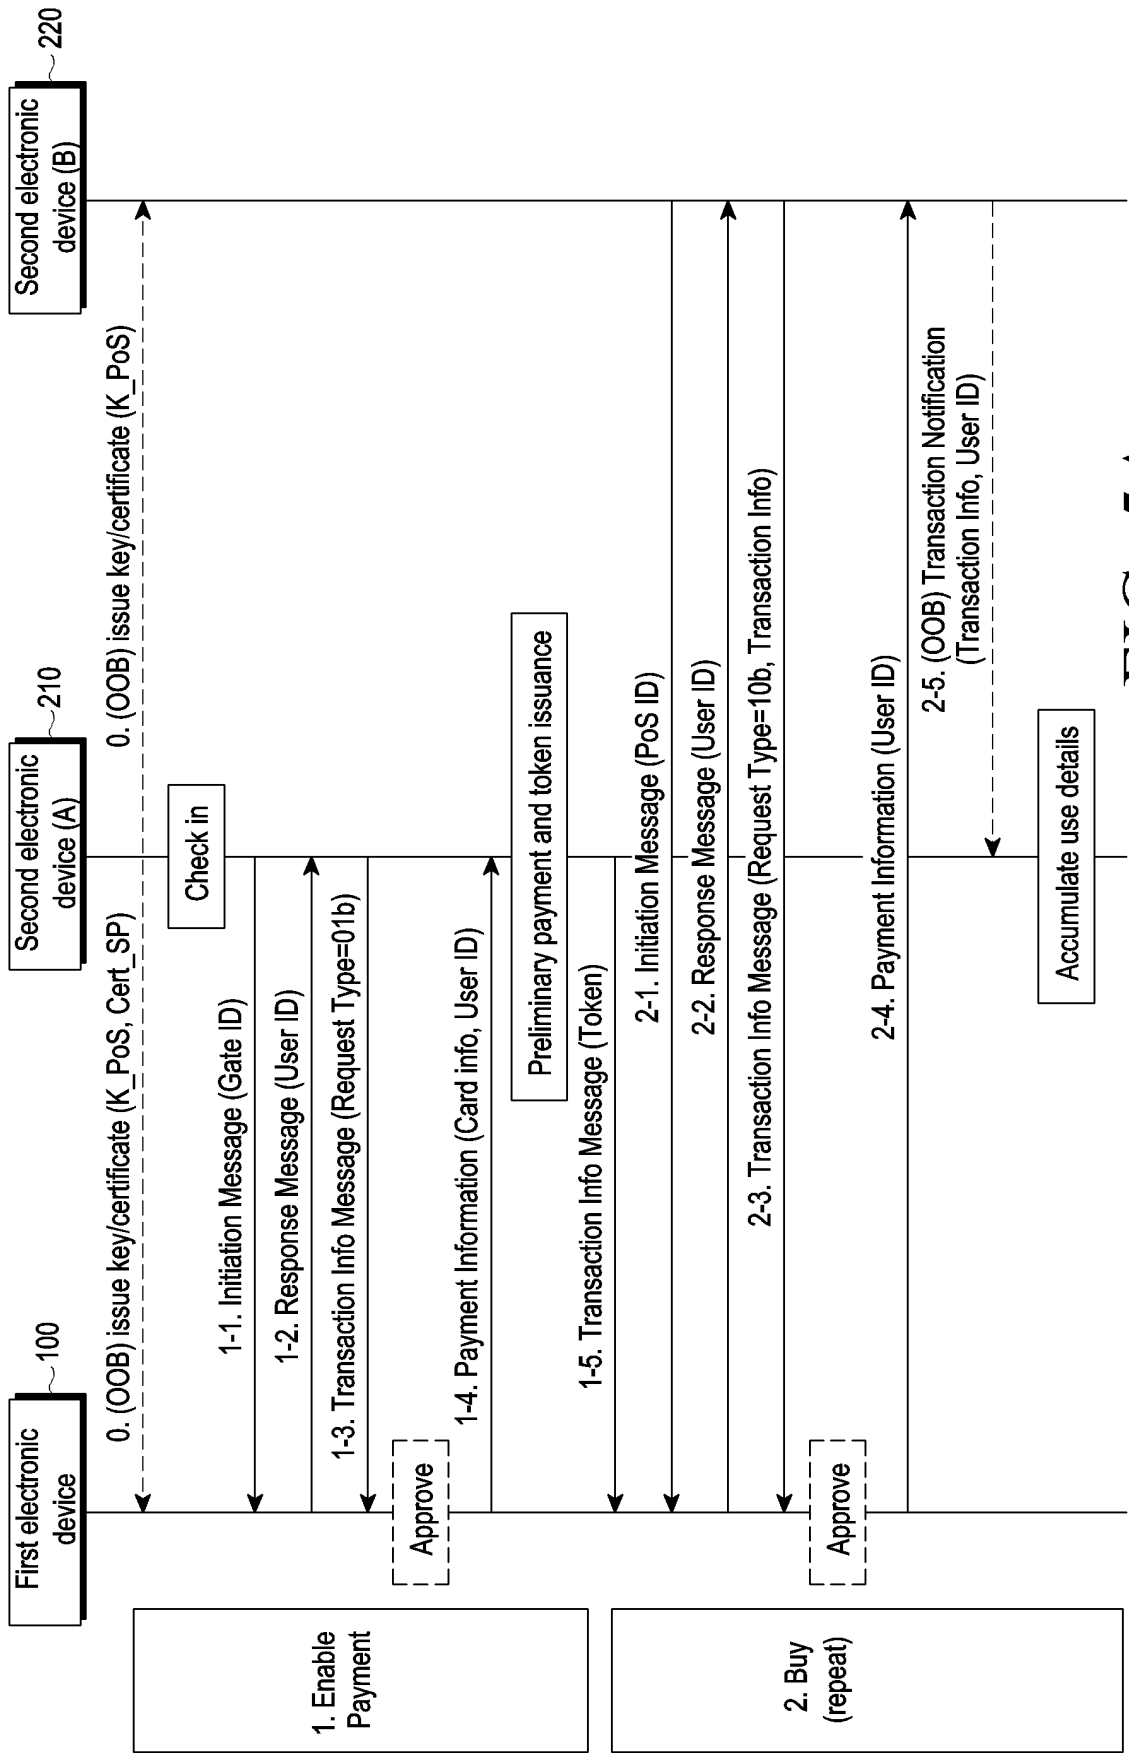 First electronic
device
100
Second electronic
device (A)
210
Second electronic
device (B)
220
0. (OOB) issue key/certificate (K_PoS, Cert_SP)
0. (OOB) issue key/certificate (K_PoS)
1. Enable
Payment
Check in
1-1. Initiation Message (Gate ID)
1-2. Response Message (User ID)
1-3. Transaction Info Message (Request Type=01b)
Approve
1-4. Payment Information (Card info, User ID)
Preliminary payment and token issuance
1-5. Transaction Info Message (Token)
2. Buy
(repeat)
2-1. Initiation Message (PoS ID)
2-2. Response Message (User ID)
2-3. Transaction Info Message (Request Type=10b, Transaction Info)
Approve
2-4. Payment Information (User ID)
2-5. (OOB) Transaction Notification
(Transaction Info, User ID)
Accumulate use details